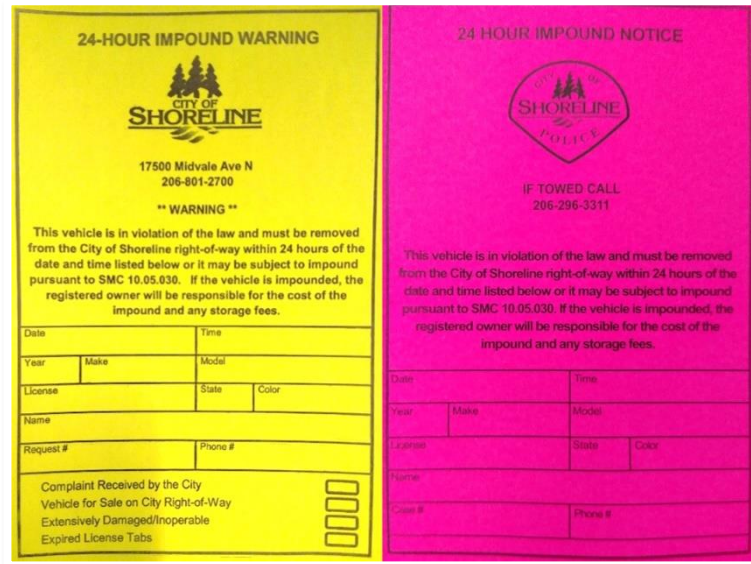 24-HOUR IMPOUND WARNING
CITY OF
SHORELINE
17500 Midvale Ave N
206-801-2700
** WARNING **
This vehicle is in violation of the law and must be removed
from the City of Shoreline right-of-way within 24 hours of the
date and time listed below or it may be subject to impound
pursuant to SMC 10.05.030. If the vehicle is impounded, the
registered owner will be responsible for the cost of the
impound and any storage fees.
Date Time
Year Make Model
License State Color
Name
Request # Phone #
Complaint Received by the City
Vehicle for Sale on City Right-of-Way
Extensively Damaged/Inoperable
Expired License Tabs
24 HOUR IMPOUND NOTICE
CITY OF
SHORELINE
POLICE
IF TOWED CALL
206-296-3311
This vehicle is in violation of the law and must be removed
from the City of Shoreline right-of-way within 24 hours of the
date and time listed below or it may be subject to impound
pursuant to SMC 10.05.030. If the vehicle is impounded, the
registered owner will be responsible for the cost of the
impound and any storage fees.
Date Time
Year Make Model
License State Color
Name
Case # Phone #